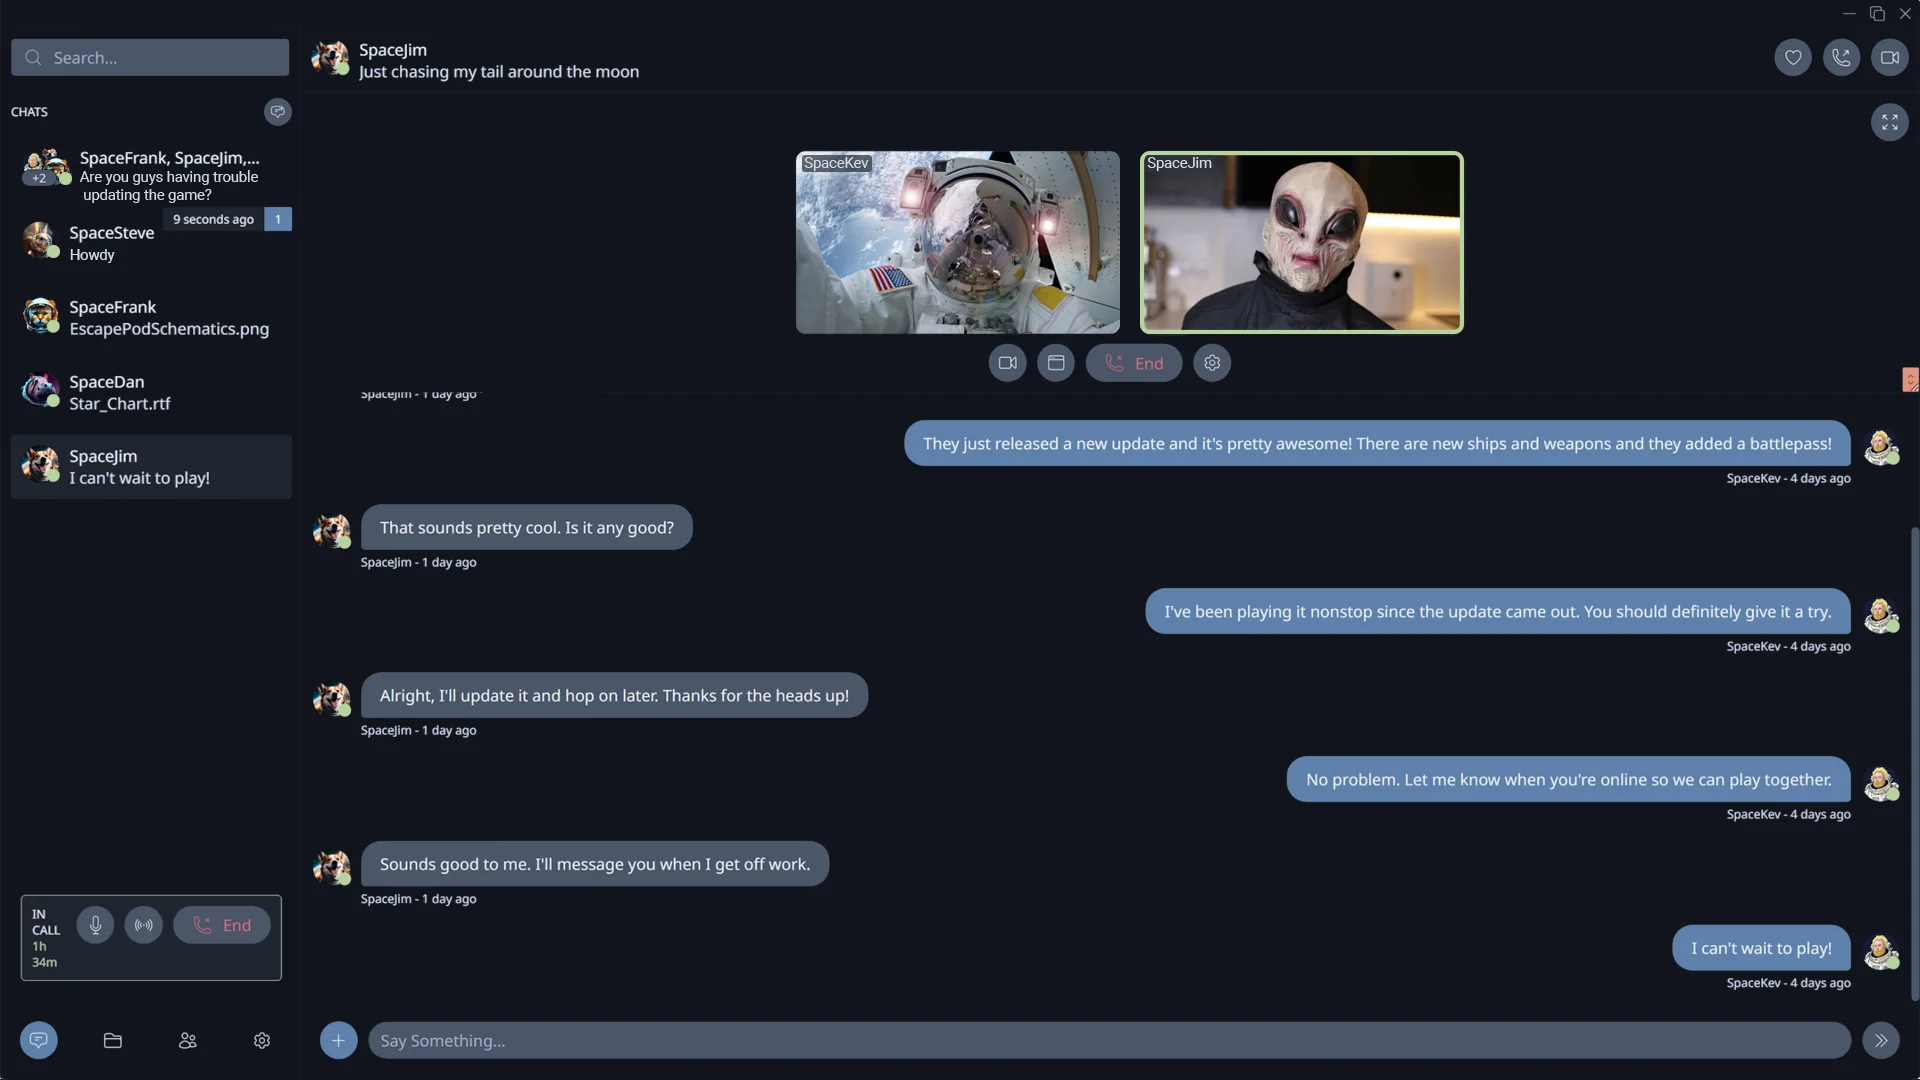 Search...
CHATS
SpaceFrank, SpaceJim,...
Are you guys having trouble
updating the game?
+2
9 seconds ago
1
SpaceSteve
Howdy
SpaceFrank
EscapePodSchematics.png
SpaceDan
Star_Chart.rtf
SpaceJim
I can't wait to play!
IN
CALL
1h
34m
End
SpaceJim
Just chasing my tail around the moon
SpaceKev
SpaceJim
End
SpaceJim - 1 day ago
They just released a new update and it's pretty awesome! There are new ships and weapons and they added a battlepass!
SpaceKev - 4 days ago
That sounds pretty cool. Is it any good?
SpaceJim - 1 day ago
I've been playing it nonstop since the update came out. You should definitely give it a try.
SpaceKev - 4 days ago
Alright, I'll update it and hop on later. Thanks for the heads up!
SpaceJim - 1 day ago
No problem. Let me know when you're online so we can play together.
SpaceKev - 4 days ago
Sounds good to me. I'll message you when I get off work.
SpaceJim - 1 day ago
I can't wait to play!
SpaceKev - 4 days ago
Say Something...